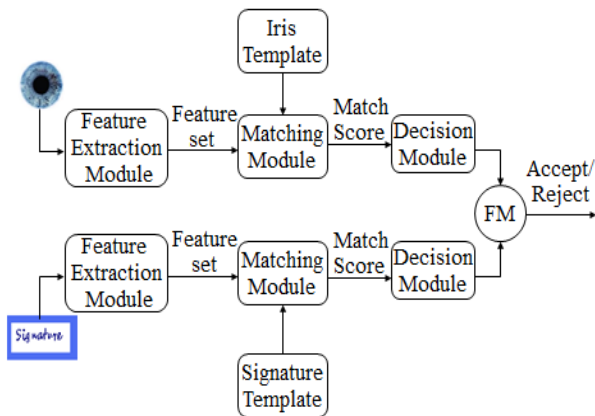 Iris
Template
Feature
Extraction
Module
Feature
set
Matching
Module
Match
Score
Decision
Module
FM
Accept/
Reject
Feature
Extraction
Module
Feature
set
Matching
Module
Match
Score
Decision
Module
Signature
Signature
Template